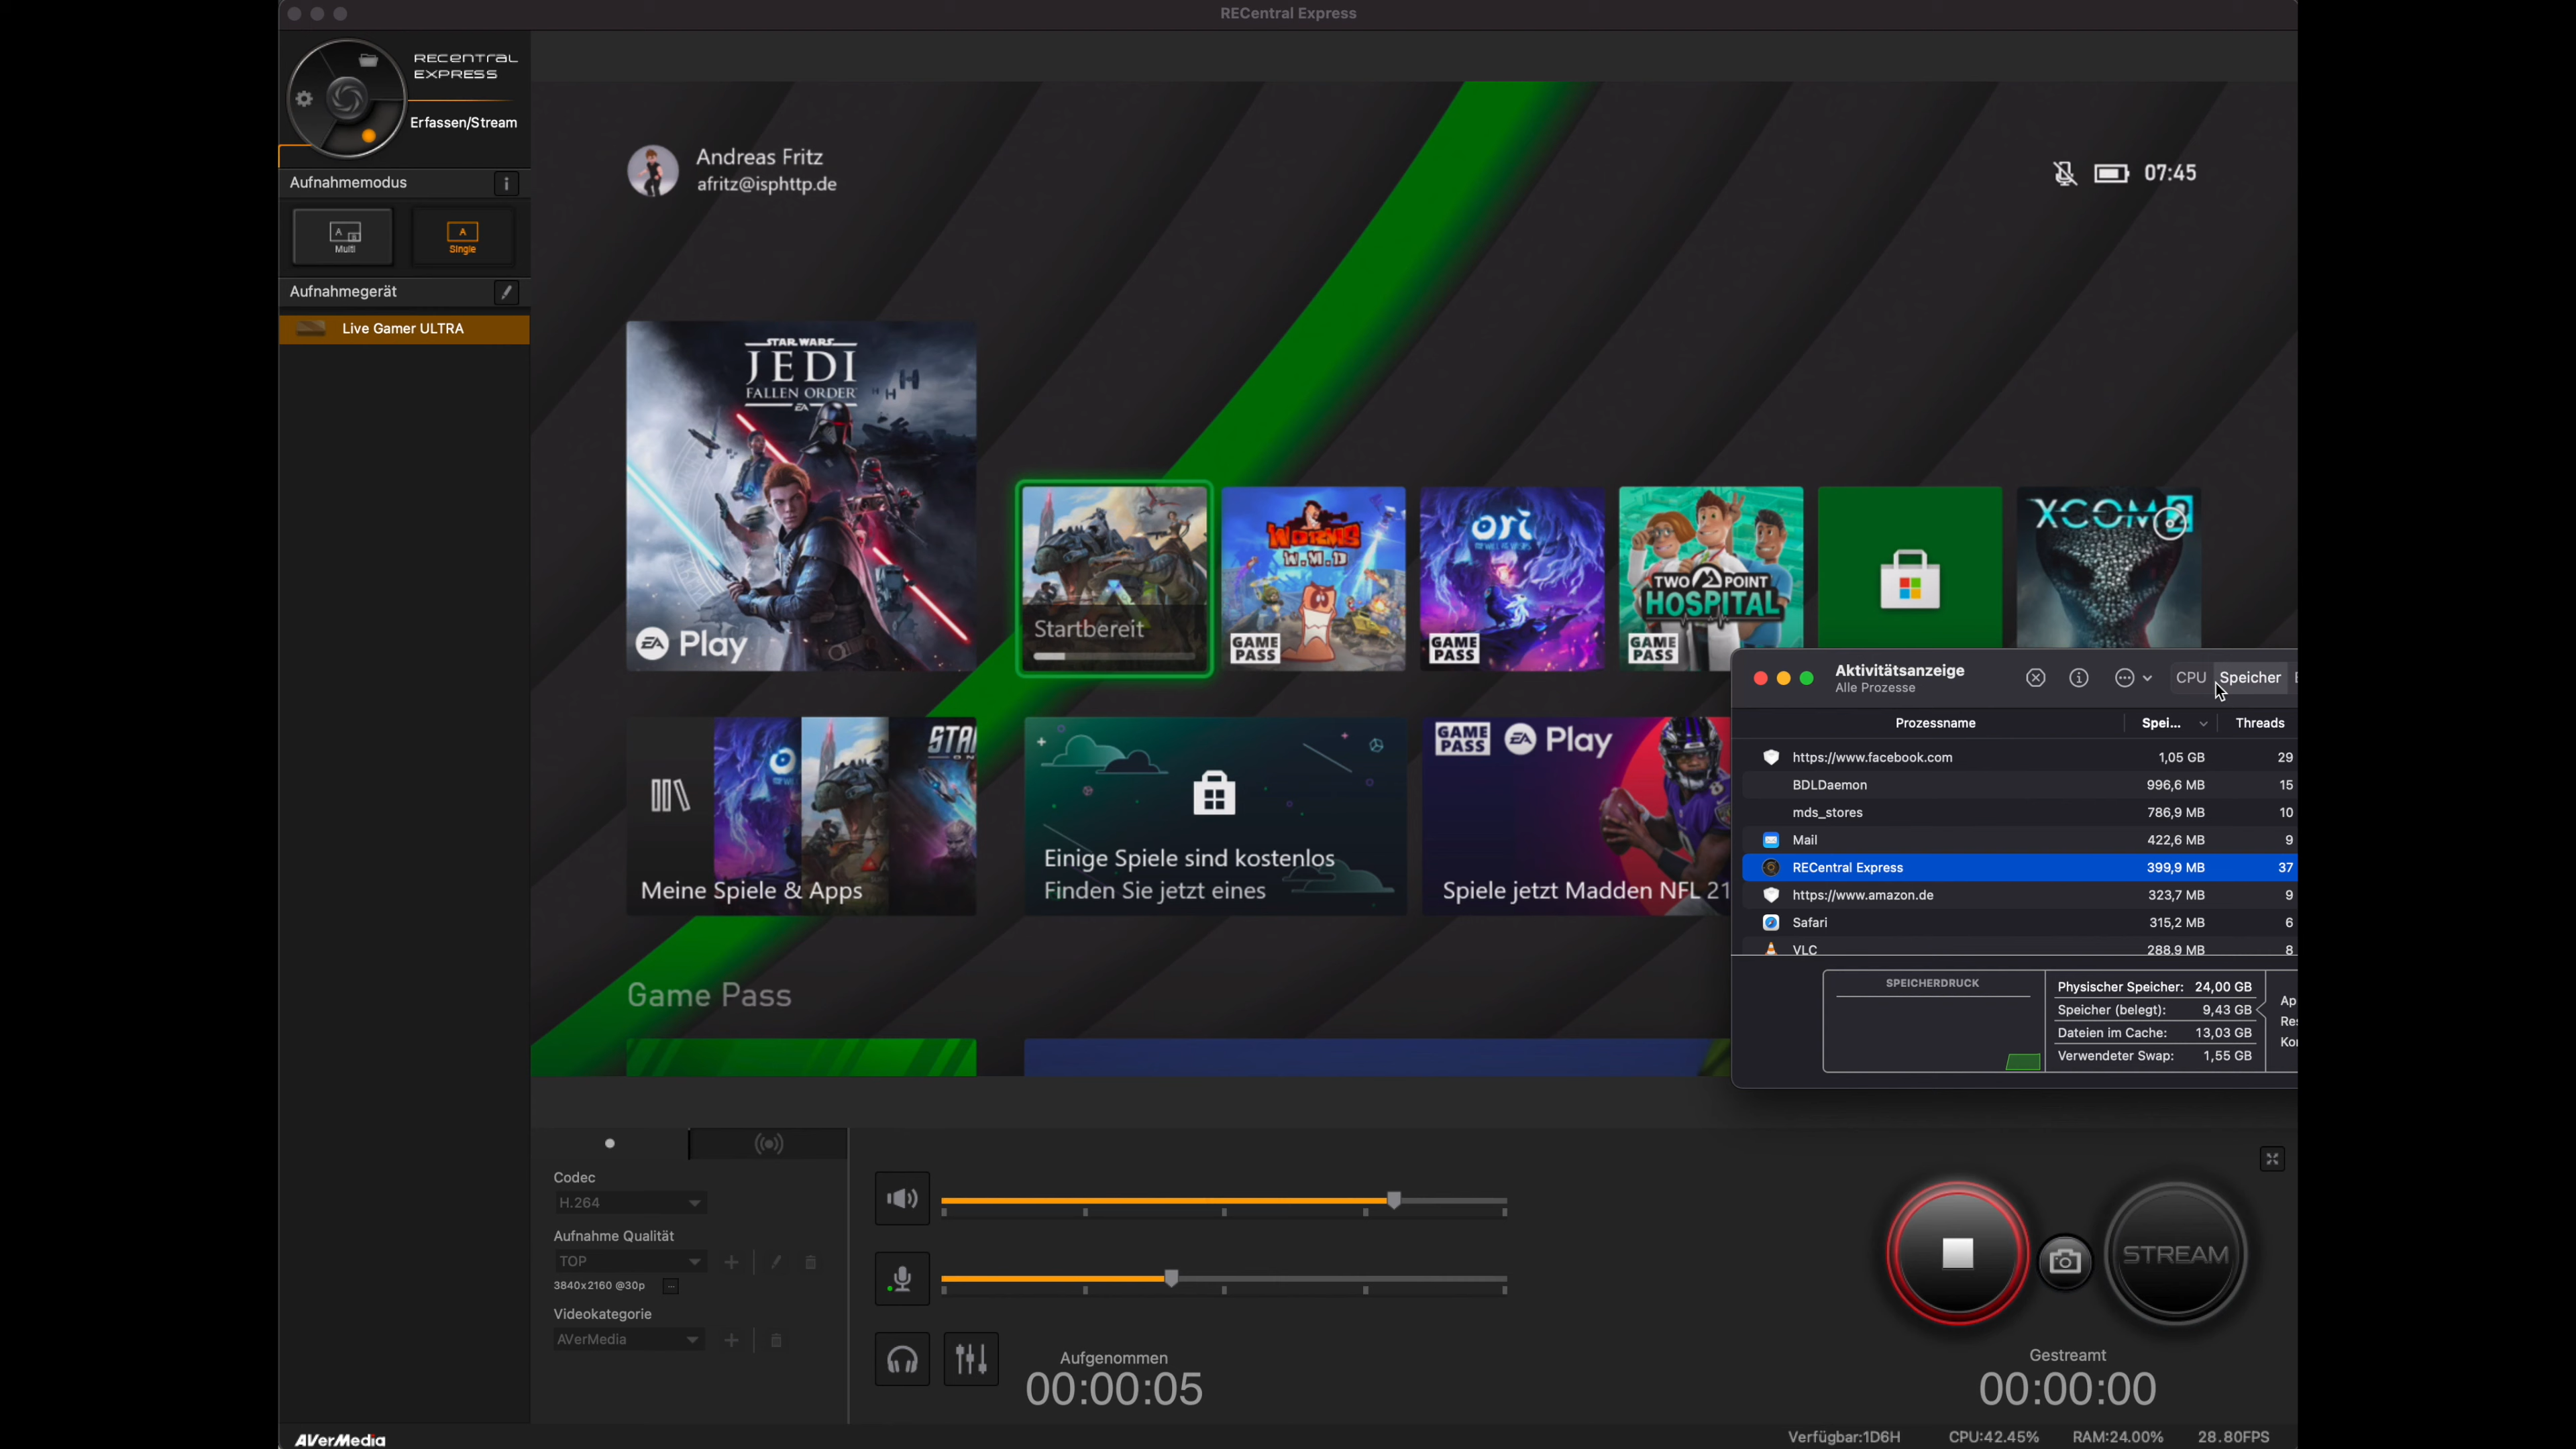 RECentral Express
RECENTRAL
EXPRESS
Erfassen/Stream
Aufnahmemodus
A
Multi
A
Single
Aufnahmegerät
Live Gamer ULTRA
Andreas Fritz
afritz@isphttp.de
07:45
STAR WARS
JEDI
FALLEN ORDER
EA
EA Play
Startbereit
WORMS
W.M.D
GAME
PASS
ori
GAME
PASS
TWO POINT
HOSPITAL
GAME
PASS
XCOM 2
Meine Spiele & Apps
Einige Spiele sind kostenlos
Finden Sie jetzt eines
GAME
PASS
EA Play
Spiele jetzt Madden NFL 21
Game Pass
Aktivitätsanzeige
Alle Prozesse
CPU
Speicher
Prozessname
Spei...
Threads
https://www.facebook.com 1,05 GB 29
BDLDaemon 996,6 MB 15
mds_stores 786,9 MB 10
Mail 422,6 MB 9
RECentral Express 399,9 MB 37
https://www.amazon.de 323,7 MB 9
Safari 315,2 MB 6
VLC 288,9 MB 8
SPEICHERDRUCK
Physischer Speicher: 24,00 GB
Speicher (belegt): 9,43 GB
Dateien im Cache: 13,03 GB
Verwendeter Swap: 1,55 GB
Codec
H.264
Aufnahme Qualität
TOP
3840x2160 @30p
Videokategorie
AVerMedia
Aufgenommen
00:00:05
STREAM
Gestreamt
00:00:00
AVerMedia
Verfügbar:1D6H CPU:42.45% RAM:24.00% 28.80FPS